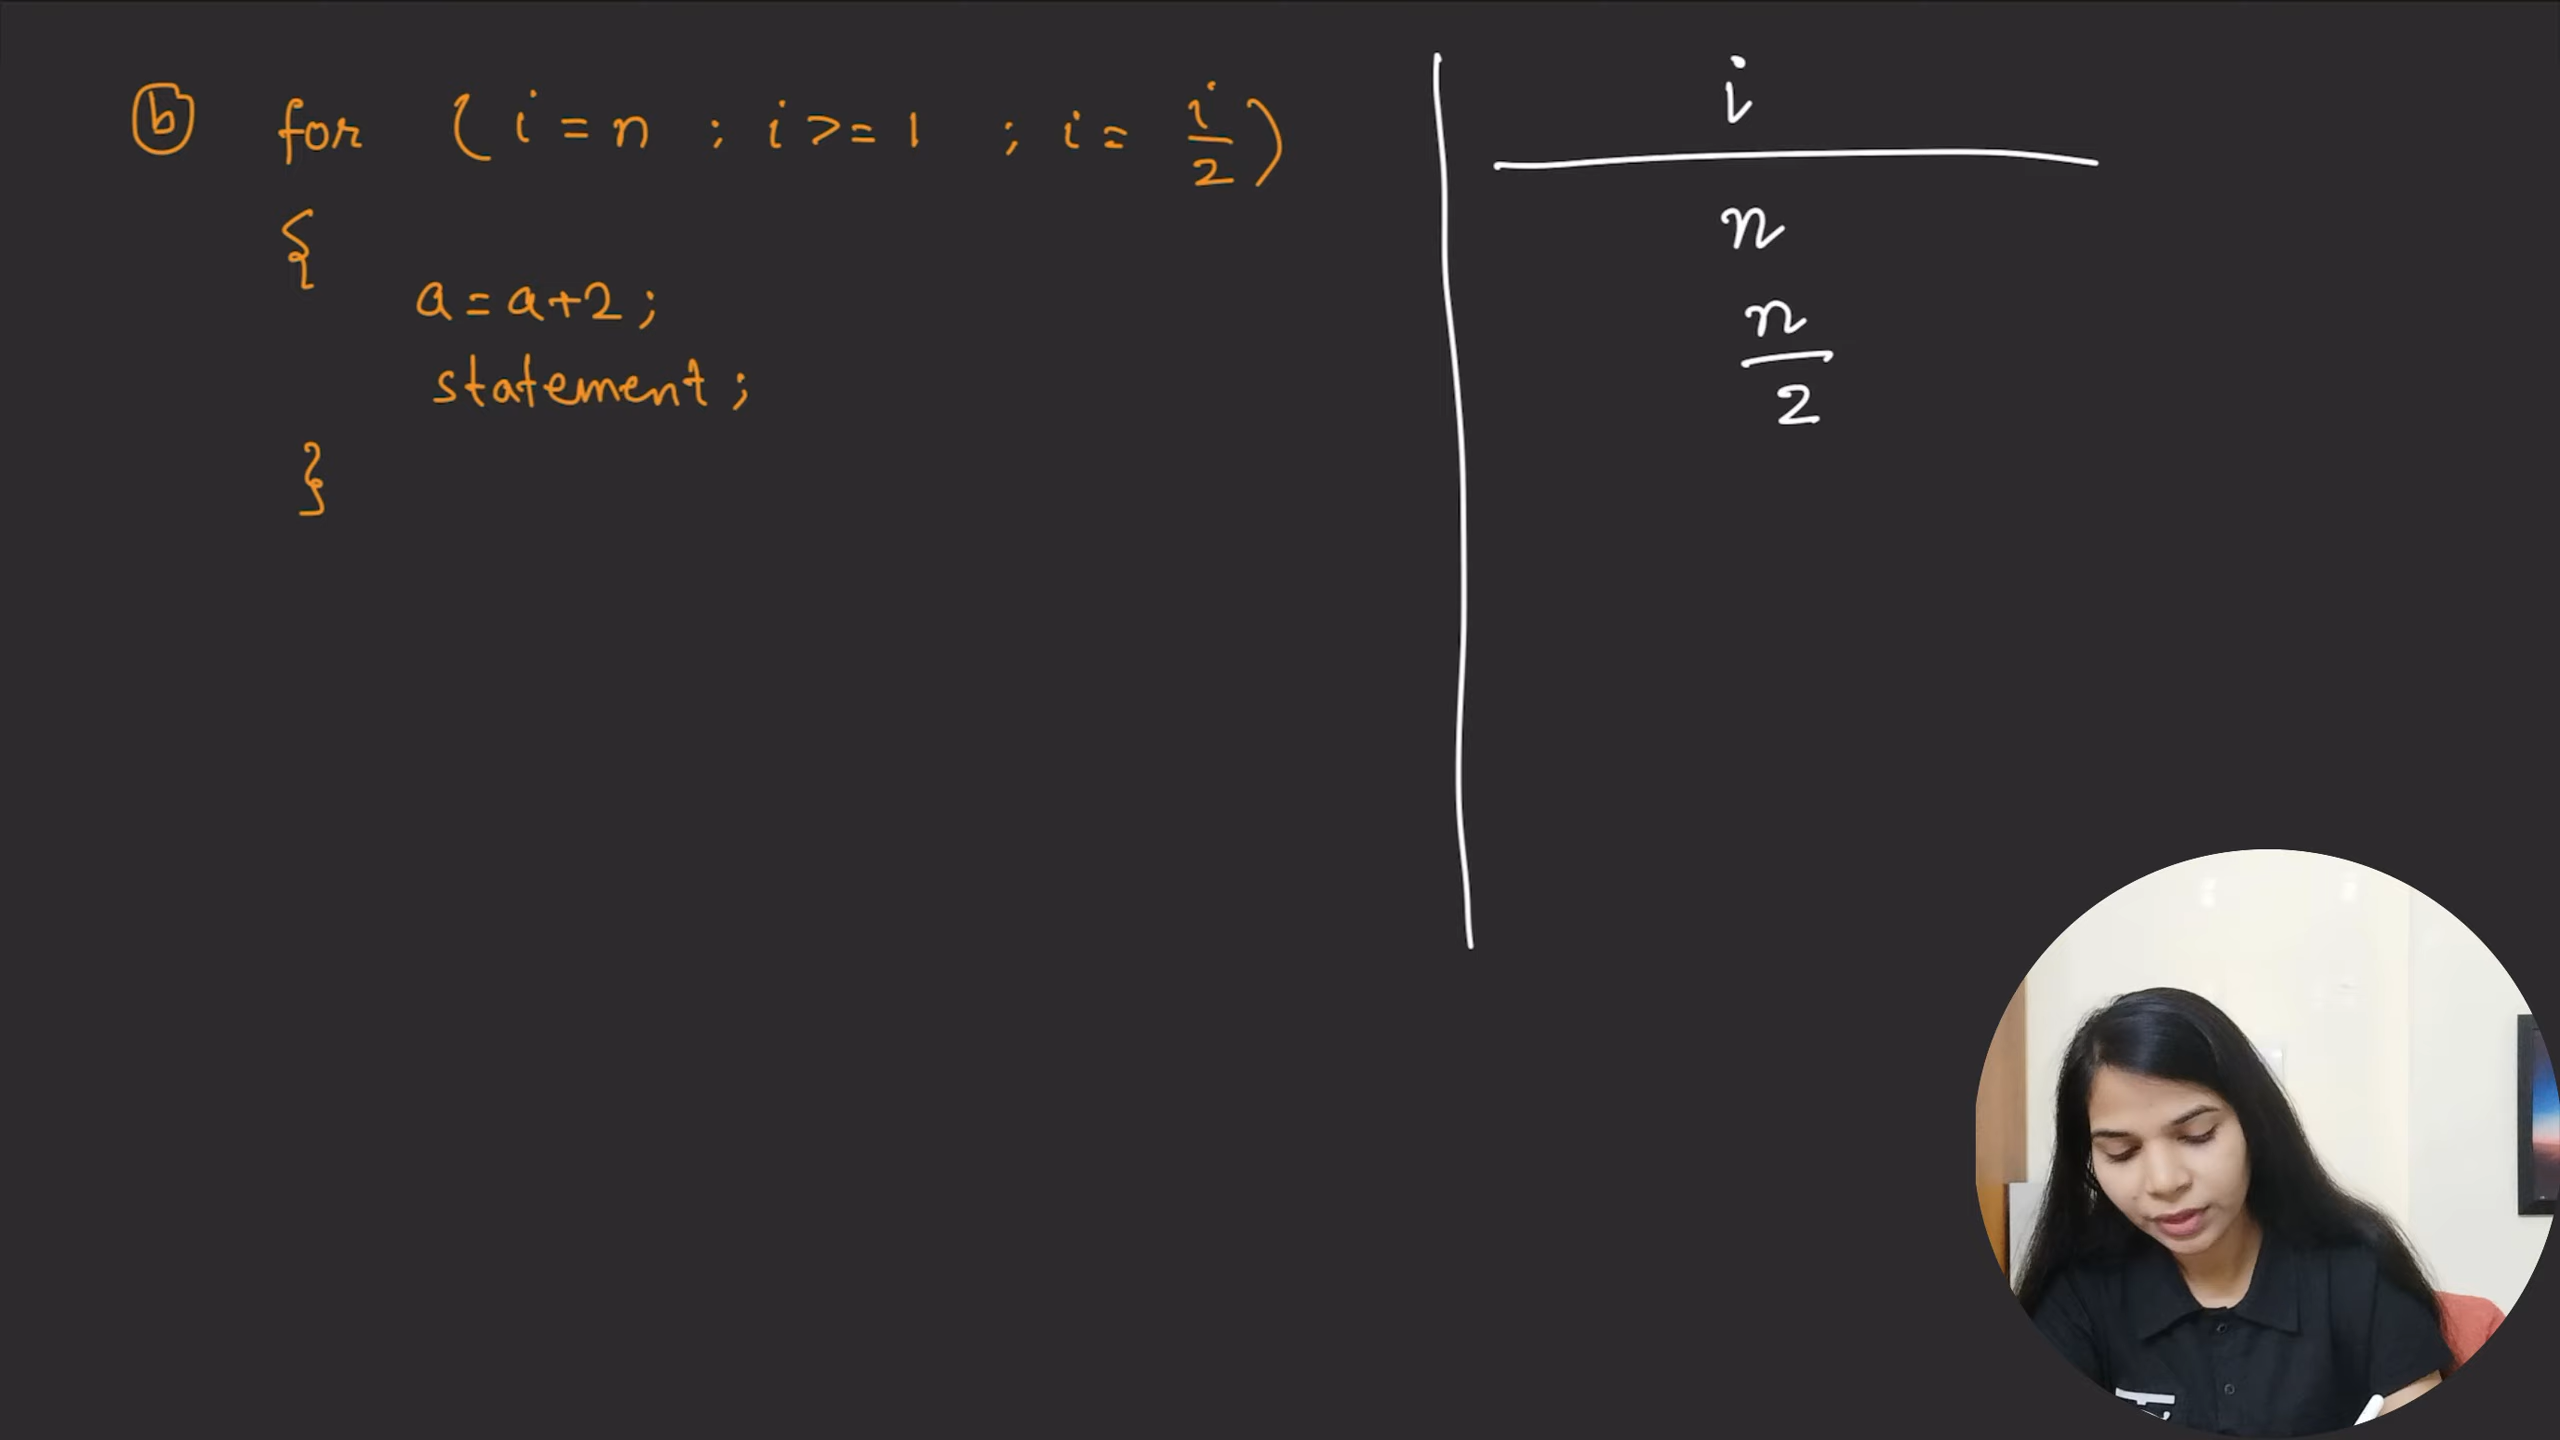 ⓑ for ( i = n ; i >= 1 ; i = i/2 )
{
a = a+2 ;
statement ;
}
i
n
n/2